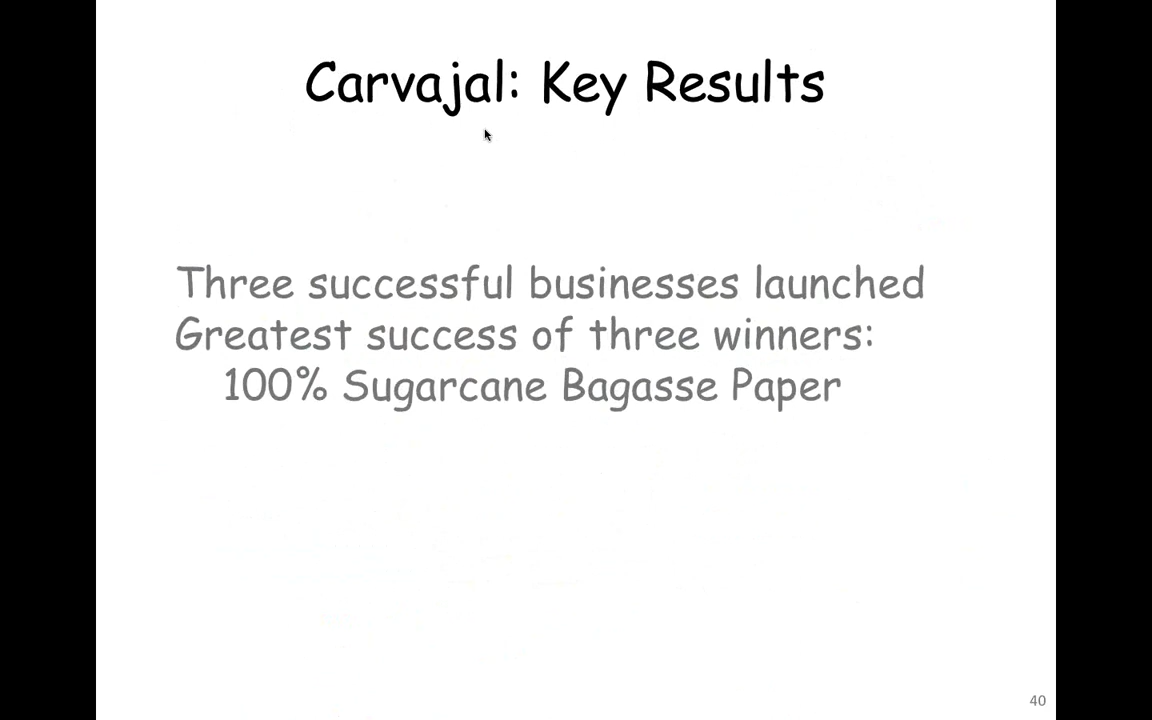 Carvajal: Key Results
Three successful businesses launched
Greatest success of three winners:
100% Sugarcane Bagasse Paper
40